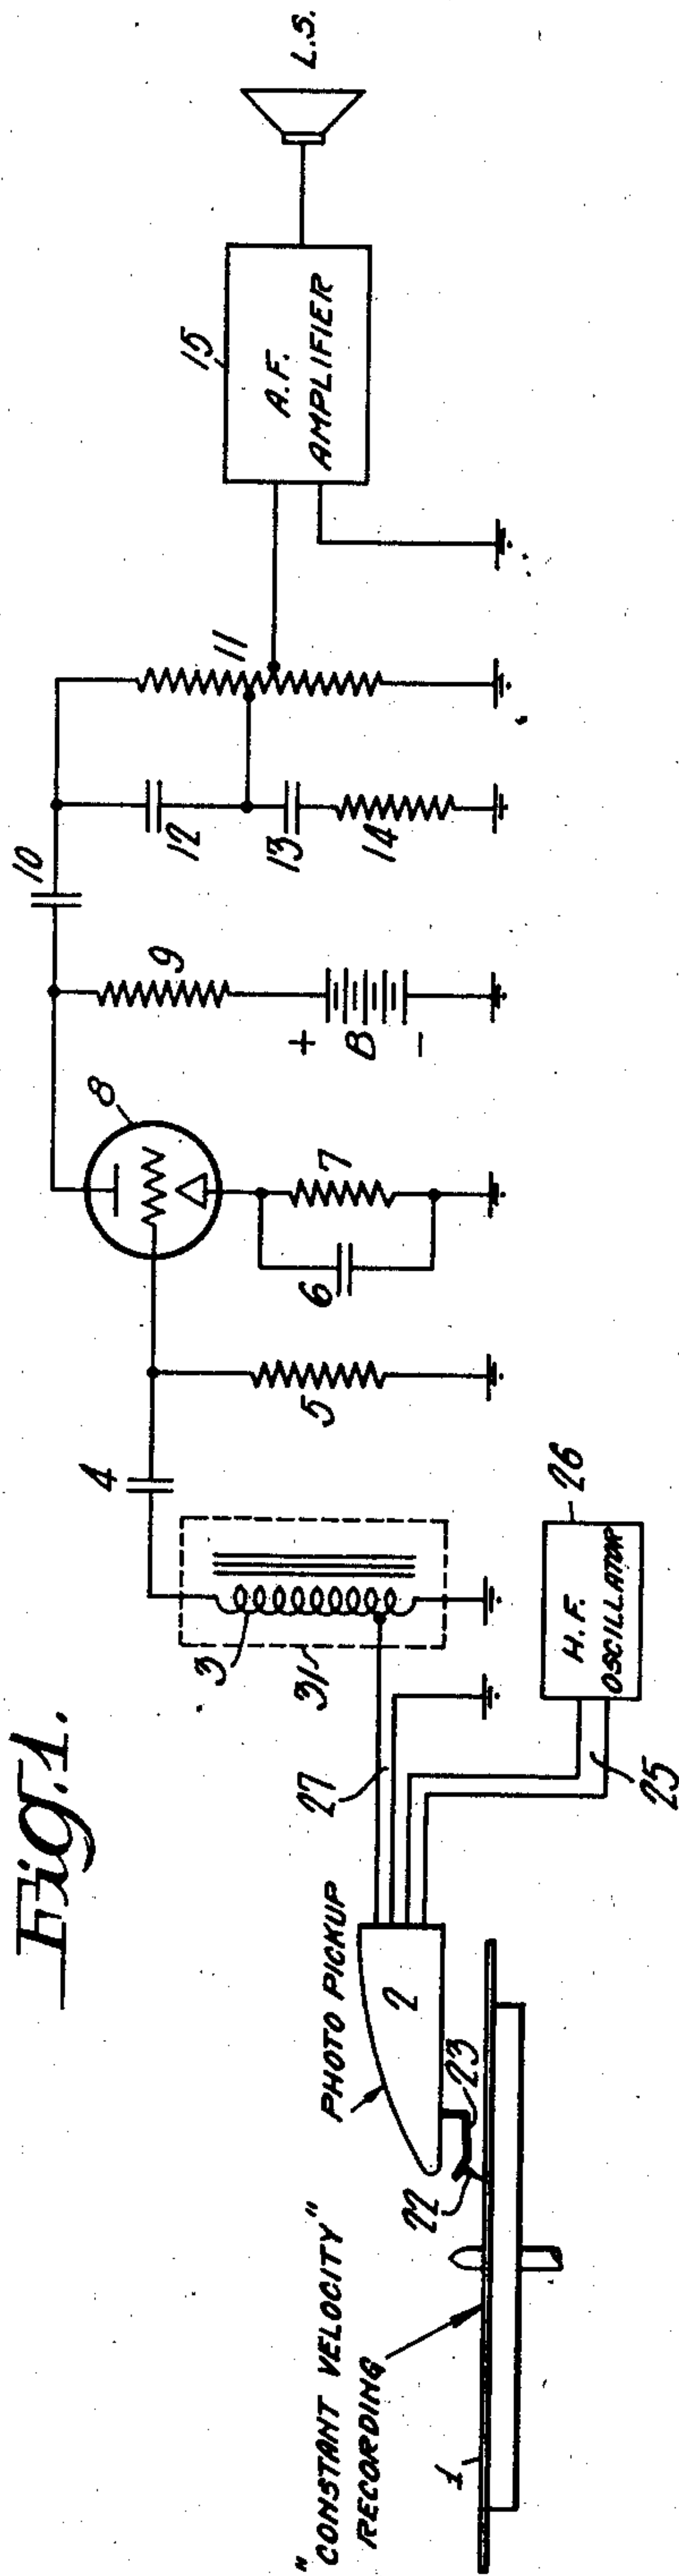 Fig. 1.
"CONSTANT VELOCITY"
RECORDING
1
PHOTO PICKUP
2
22
23
27
25
26
H.F.
OSCILLATOR
3
31
4
5
6
7
8
9
+
B
-
10
11
12
13
14
15
A.F.
AMPLIFIER
L.S.